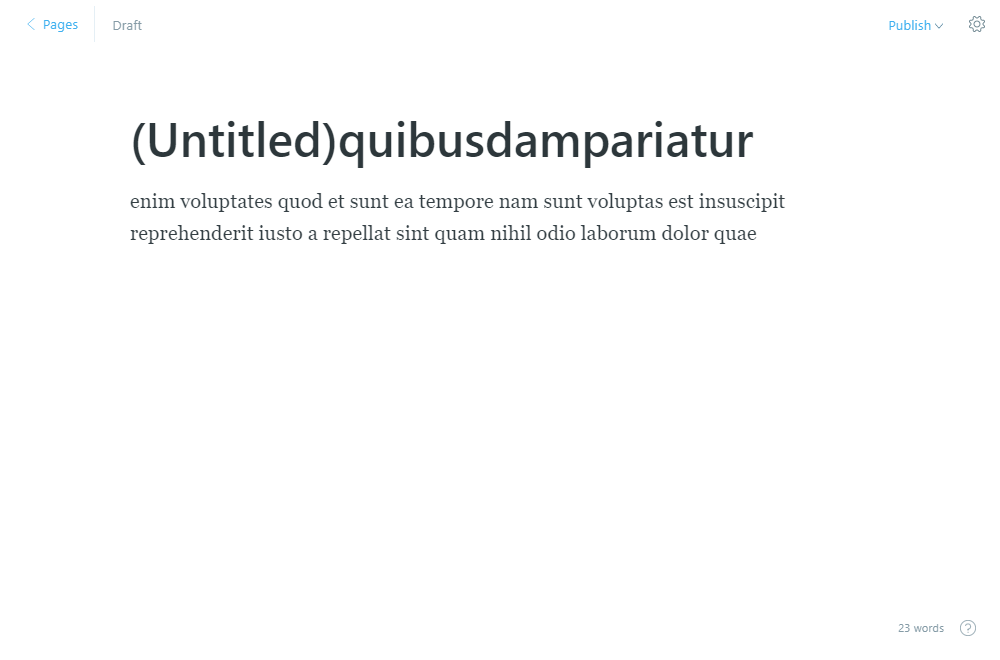 Pages
Draft
Publish
(Untitled)quibusdampariatur
enim voluptates quod et sunt ea tempore nam sunt voluptas est insuscipit
reprehenderit iusto a repellat sint quam nihil odio laborum dolor quae
23 words
?